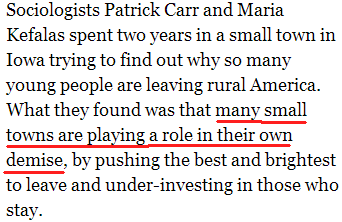 Sociologists Patrick Carr and Maria
Kefalas spent two years in a small town in
Iowa trying to find out why so many
young people are leaving rural America.
What they found was that many small
towns are playing a role in their own
demise, by pushing the best and brightest
to leave and under-investing in those who
stay.